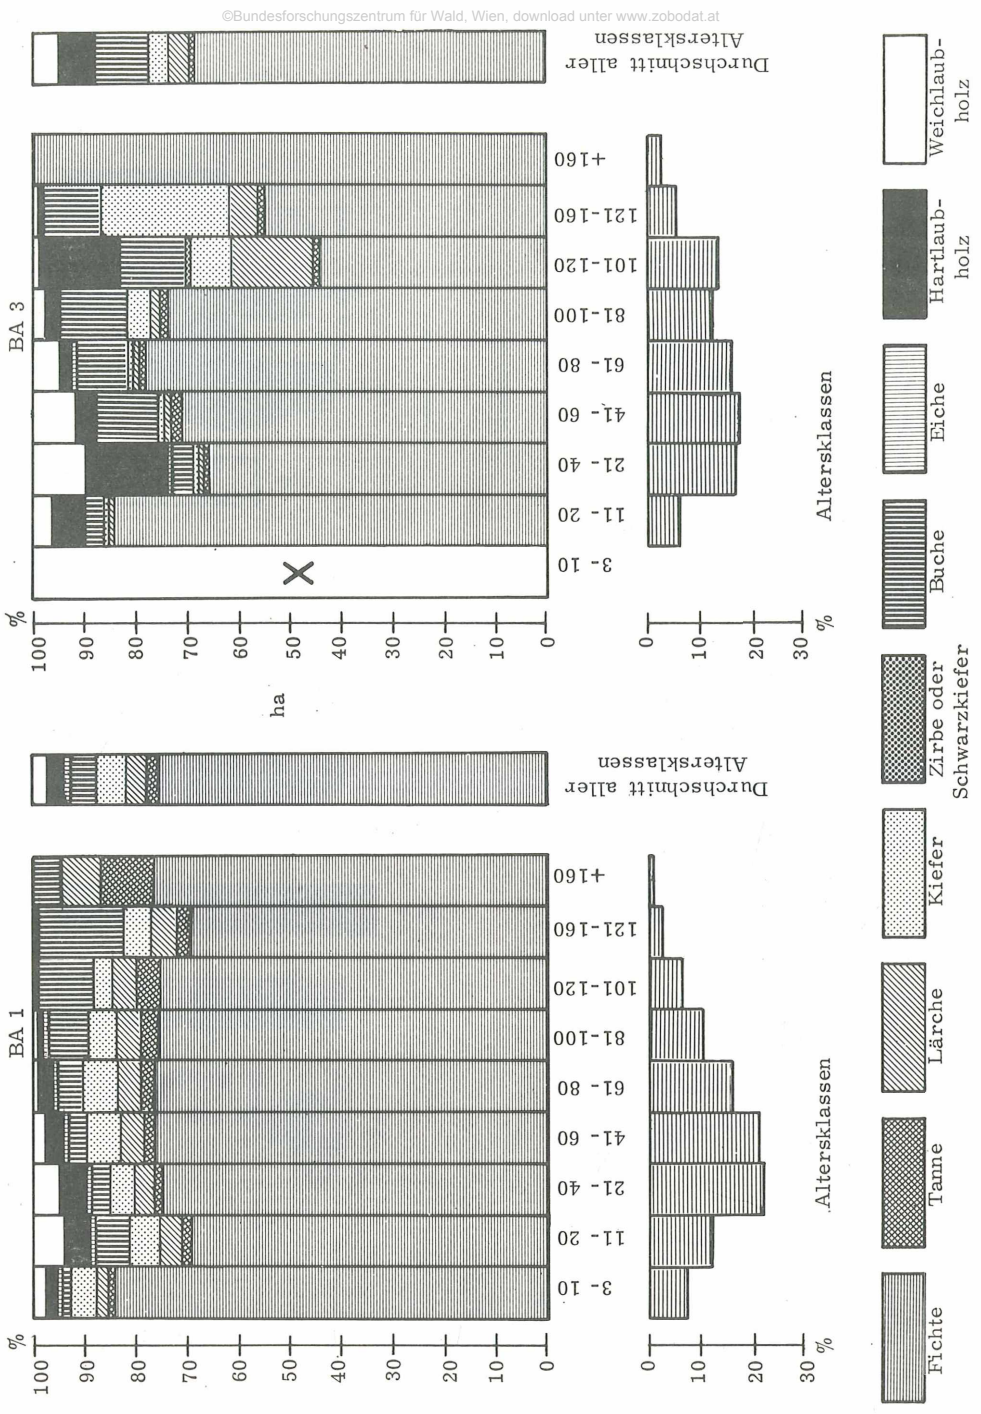 ©Bundesforschungszentrum für Wald, Wien, download unter www.zobodat.at
BA 1
%
100
90
80
70
60
50
40
30
20
10
0
3- 10
11- 20
21- 40
41- 60
61- 80
81-100
101-120
121-160
+160
Durchschnitt aller
Altersklassen
0
10
20
30
%
Altersklassen
ha
BA 3
%
100
90
80
70
60
50
40
30
20
10
0
X
3- 10
11- 20
21- 40
41- 60
61- 80
81-100
101-120
121-160
+160
Durchschnitt aller
Altersklassen
0
10
20
30
%
Altersklassen
Fichte
Tanne
Lärche
Kiefer
Zirbe oder
Schwarzkiefer
Buche
Eiche
Hartlaub-
holz
Weichlaub-
holz